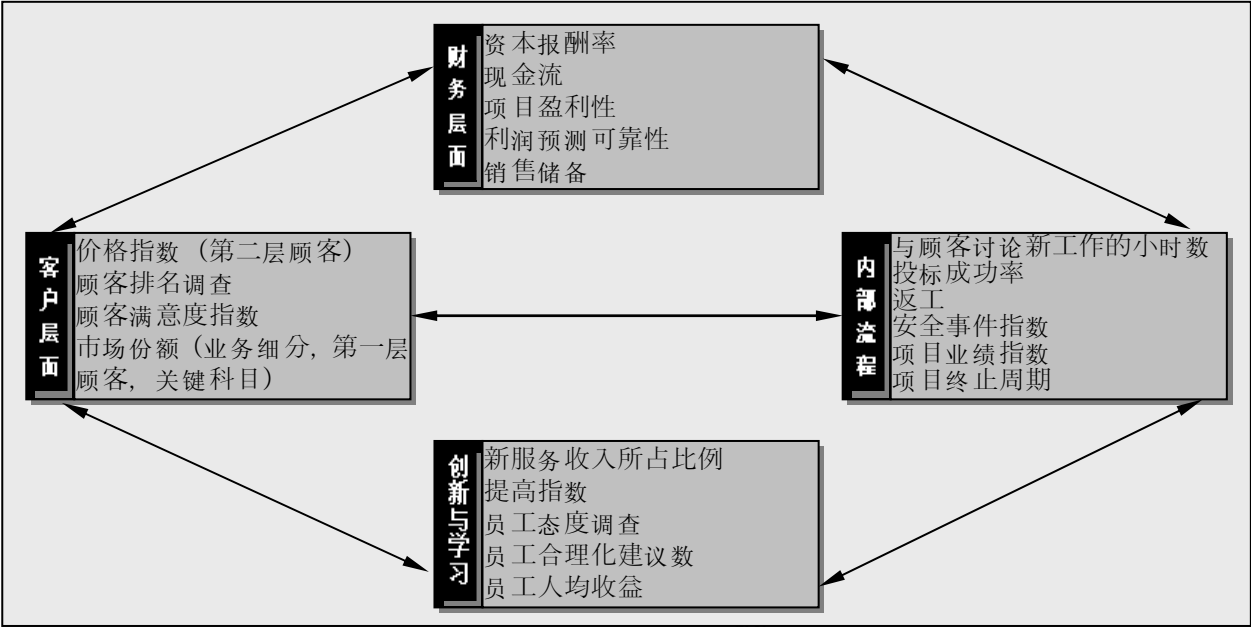 财务层面
资本报酬率
现金流
项目盈利性
利润预测可靠性
销售储备
客户层面
价格指数（第二层顾客）
顾客排名调查
顾客满意度指数
市场份额（业务细分，第一层
顾客，关键科目）
内部流程
与顾客讨论新工作的小时数
投标成功率
返工
安全事件指数
项目业绩指数
项目终止周期
创新与学习
新服务收入所占比例
提高指数
员工态度调查
员工合理化建议数
员工人均收益